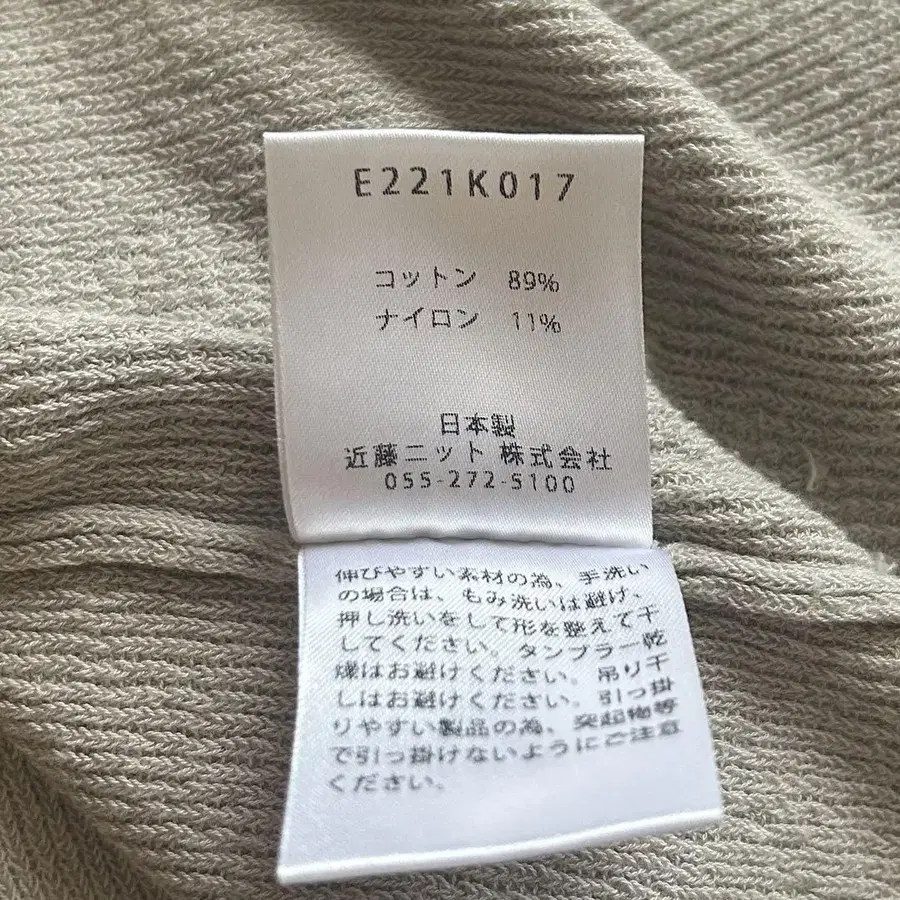 E221K017
コットン 89%
ナイロン 11%
日本製
近藤ニット 株式会社
055-272-5100
伸びやすい素材の為、手洗い
の場合は、もみ洗いは避け、
押し洗いをして形を整えて干
してください。タンブラー乾
燥はお避けください。吊り干
しはお避けください。引っ掛
りやすい製品の為、突起物等
で引っ掛けないようにご注意
ください。